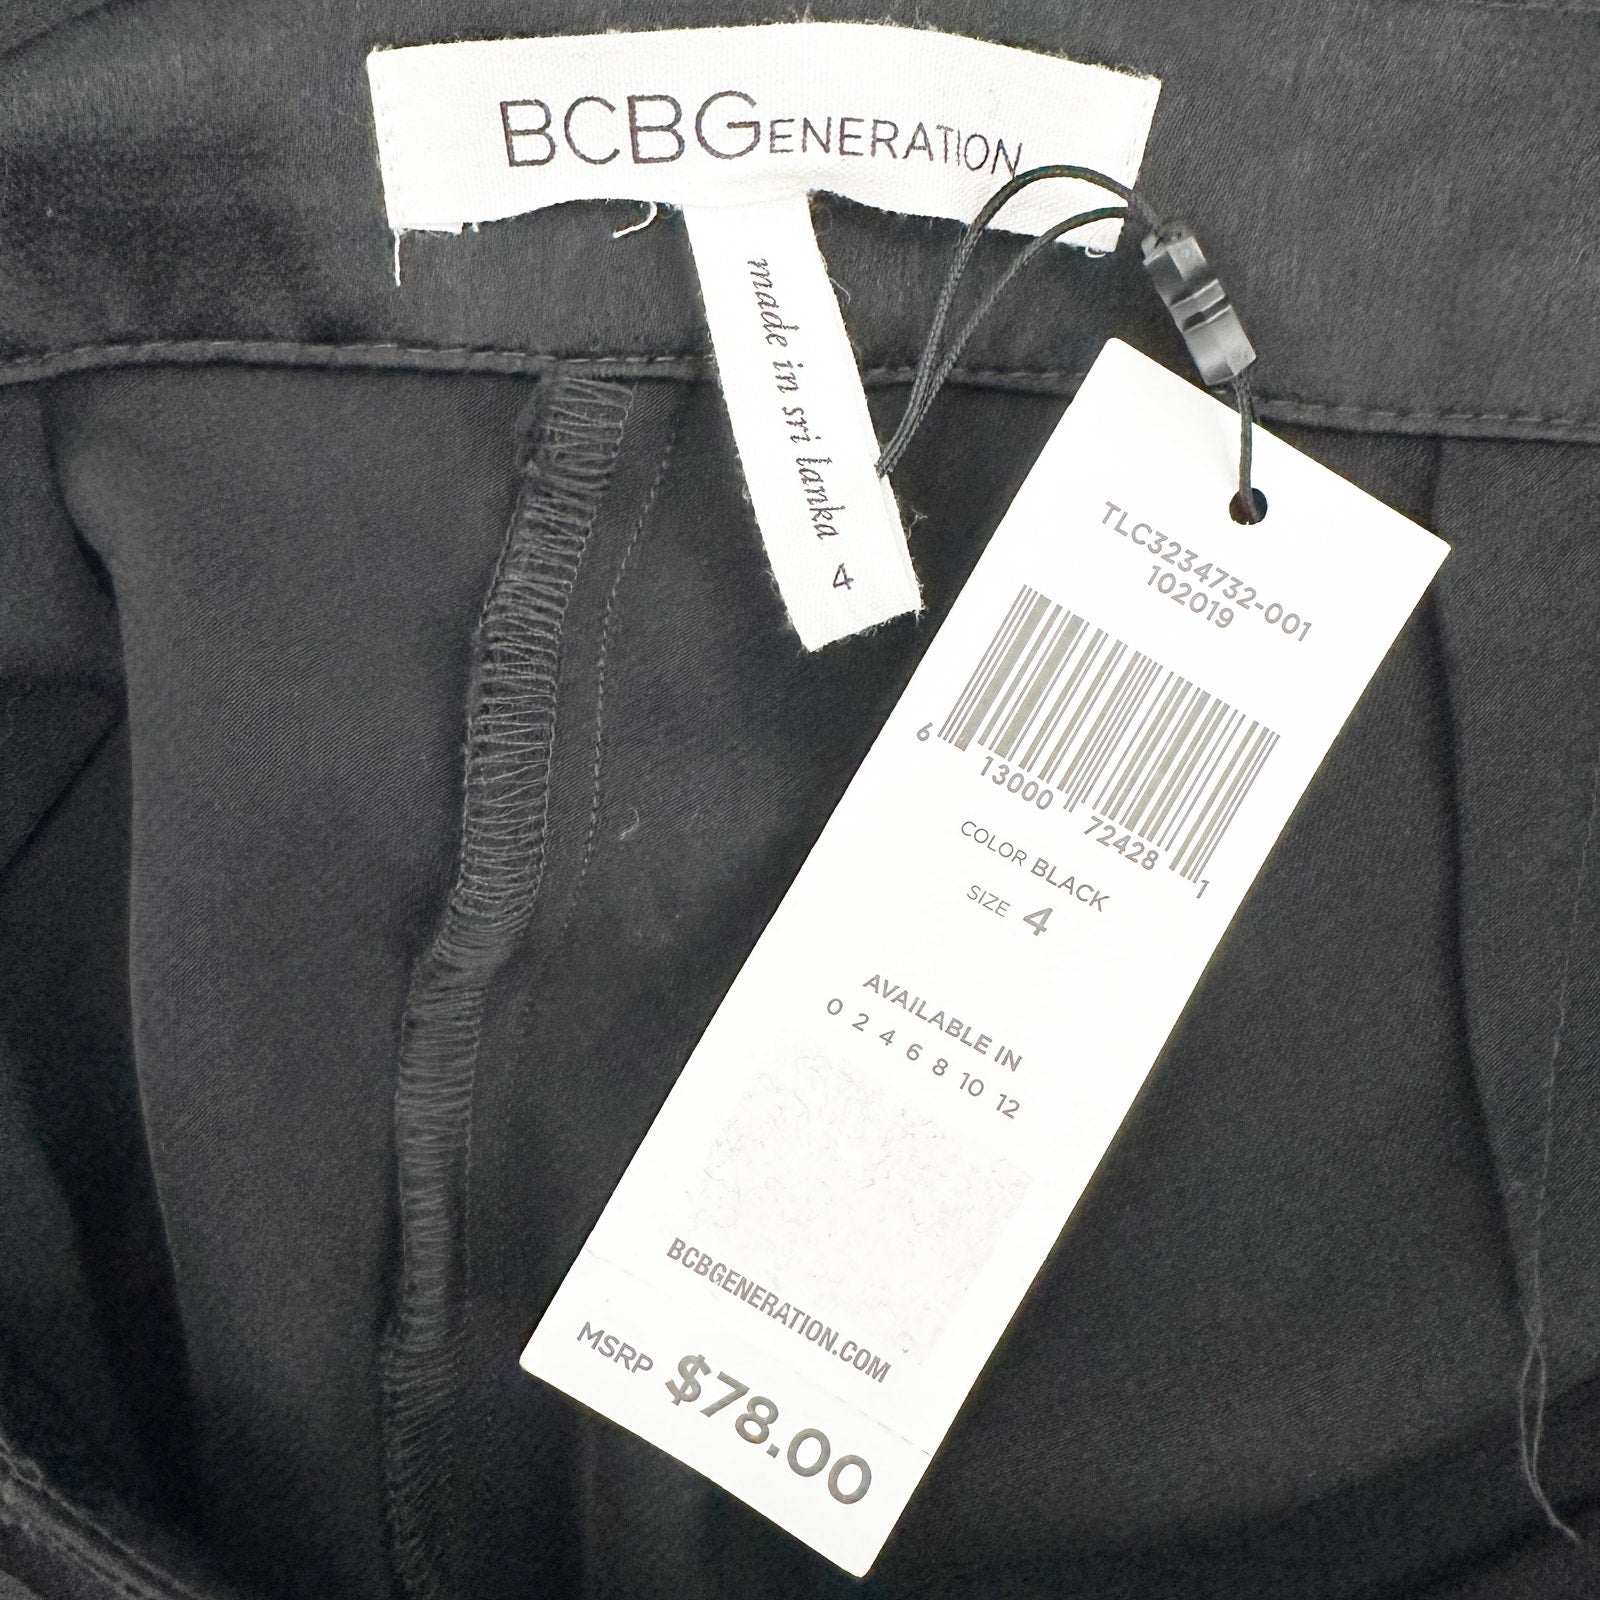 BCBGENERATION
made in sri lanka 4
TLC3234732-001
102019
6 13000 72428 1
COLOR BLACK
SIZE 4
AVAILABLE IN
0 2 4 6 8 10 12
BCBGENERATION.COM
MSRP $78.00